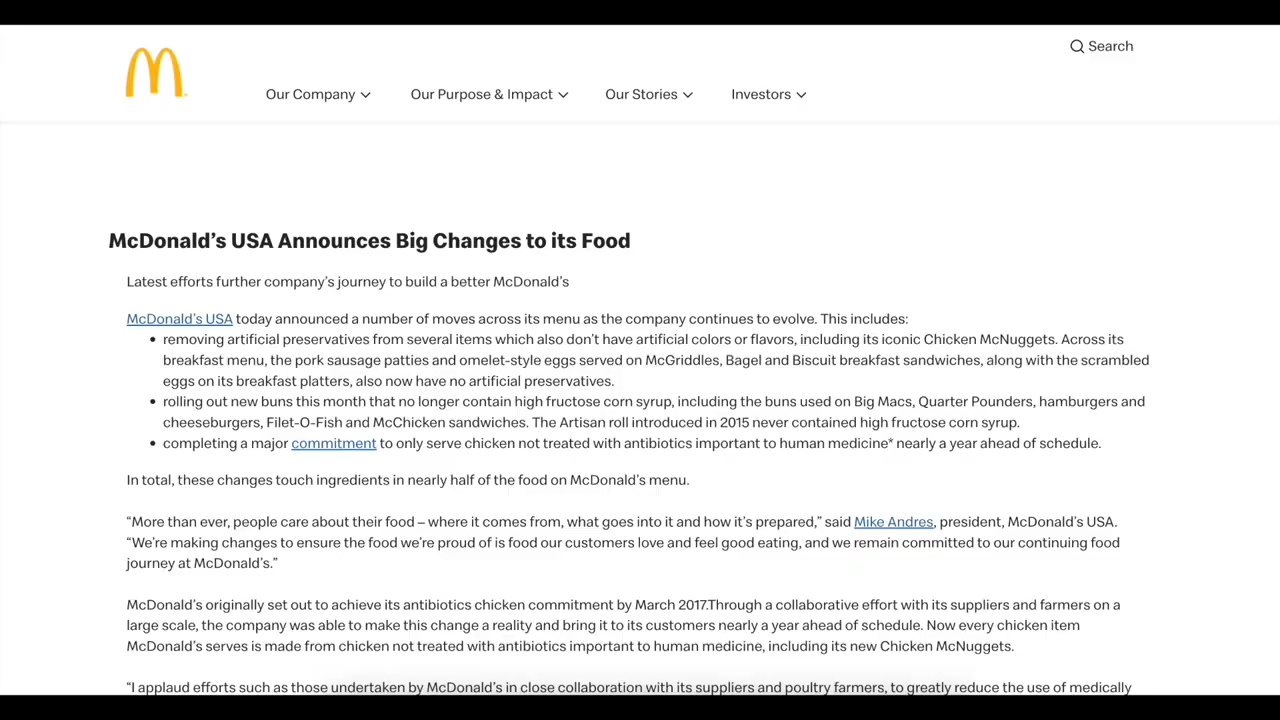 Search
Our Company
Our Purpose & Impact
Our Stories
Investors
McDonald's USA Announces Big Changes to its Food
Latest efforts further company's journey to build a better McDonald's
McDonald's USA today announced a number of moves across its menu as the company continues to evolve. This includes:
• removing artificial preservatives from several items which also don't have artificial colors or flavors, including its iconic Chicken McNuggets. Across its
breakfast menu, the pork sausage patties and omelet-style eggs served on McGriddles, Bagel and Biscuit breakfast sandwiches, along with the scrambled
eggs on its breakfast platters, also now have no artificial preservatives.
• rolling out new buns this month that no longer contain high fructose corn syrup, including the buns used on Big Macs, Quarter Pounders, hamburgers and
cheeseburgers, Filet-O-Fish and McChicken sandwiches. The Artisan roll introduced in 2015 never contained high fructose corn syrup.
• completing a major commitment to only serve chicken not treated with antibiotics important to human medicine* nearly a year ahead of schedule.
In total, these changes touch ingredients in nearly half of the food on McDonald's menu.
“More than ever, people care about their food – where it comes from, what goes into it and how it's prepared,” said Mike Andres, president, McDonald's USA.
“We're making changes to ensure the food we're proud of is food our customers love and feel good eating, and we remain committed to our continuing food
journey at McDonald's.”
McDonald's originally set out to achieve its antibiotics chicken commitment by March 2017.Through a collaborative effort with its suppliers and farmers on a
large scale, the company was able to make this change a reality and bring it to its customers nearly a year ahead of schedule. Now every chicken item
McDonald's serves is made from chicken not treated with antibiotics important to human medicine, including its new Chicken McNuggets.
“I applaud efforts such as those undertaken by McDonald's in close collaboration with its suppliers and poultry farmers, to greatly reduce the use of medically